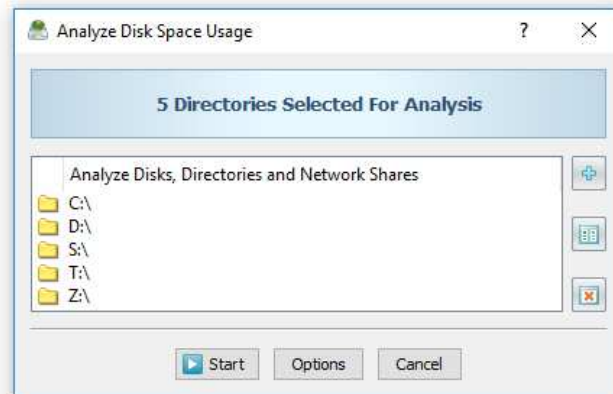 Analyze Disk Space Usage
?
5 Directories Selected For Analysis
Analyze Disks, Directories and Network Shares
C:\
D:\
S:\
T:\
Z:\
Start
Options
Cancel